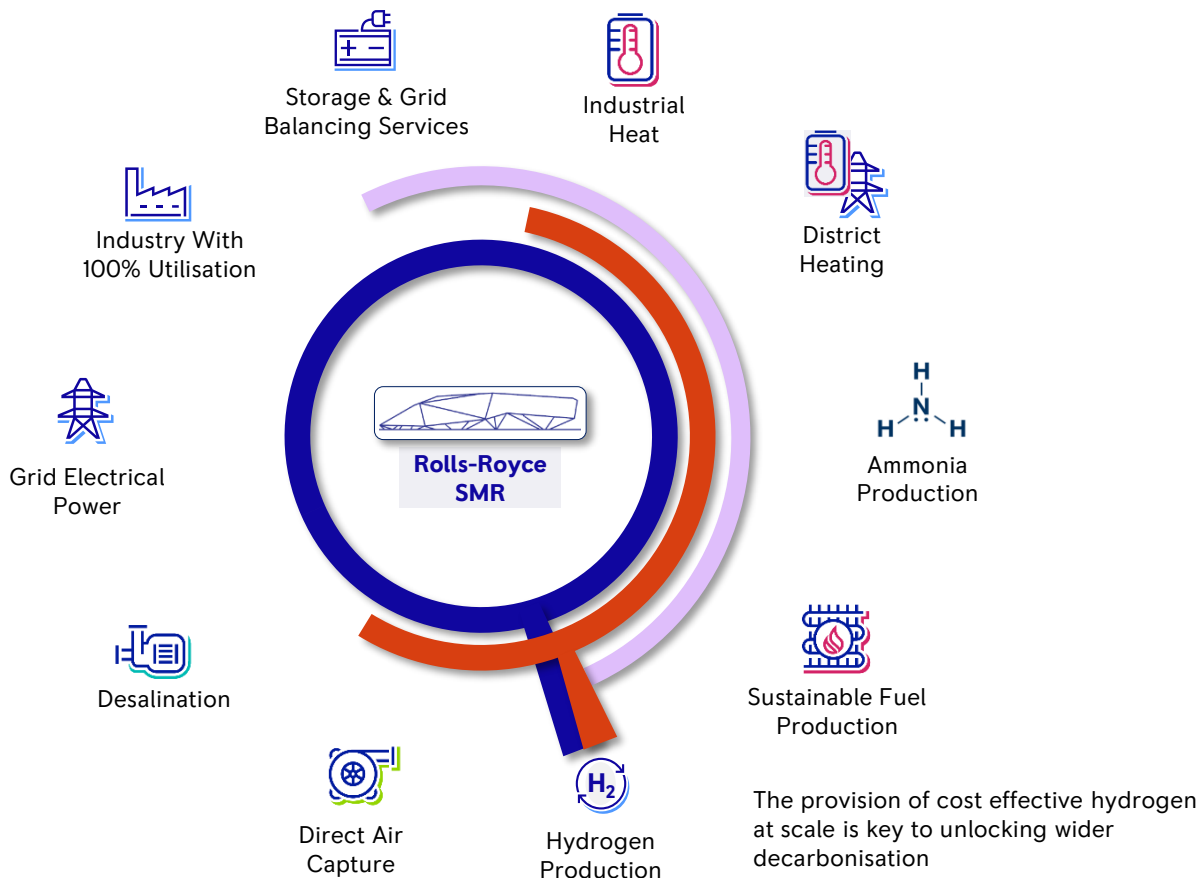 Storage & Grid
Balancing Services
Industrial
Heat
Industry With
100% Utilisation
District
Heating
H
N
H
H
Ammonia
Production
Rolls-Royce
SMR
Grid Electrical
Power
Desalination
Sustainable Fuel
Production
Direct Air
Capture
H₂
Hydrogen
Production
The provision of cost effective hydrogen
at scale is key to unlocking wider
decarbonisation